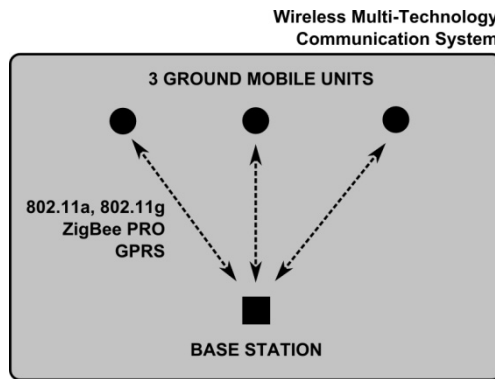 Wireless Multi-Technology
Communication System
3 GROUND MOBILE UNITS
802.11a, 802.11g
ZigBee PRO
GPRS
BASE STATION